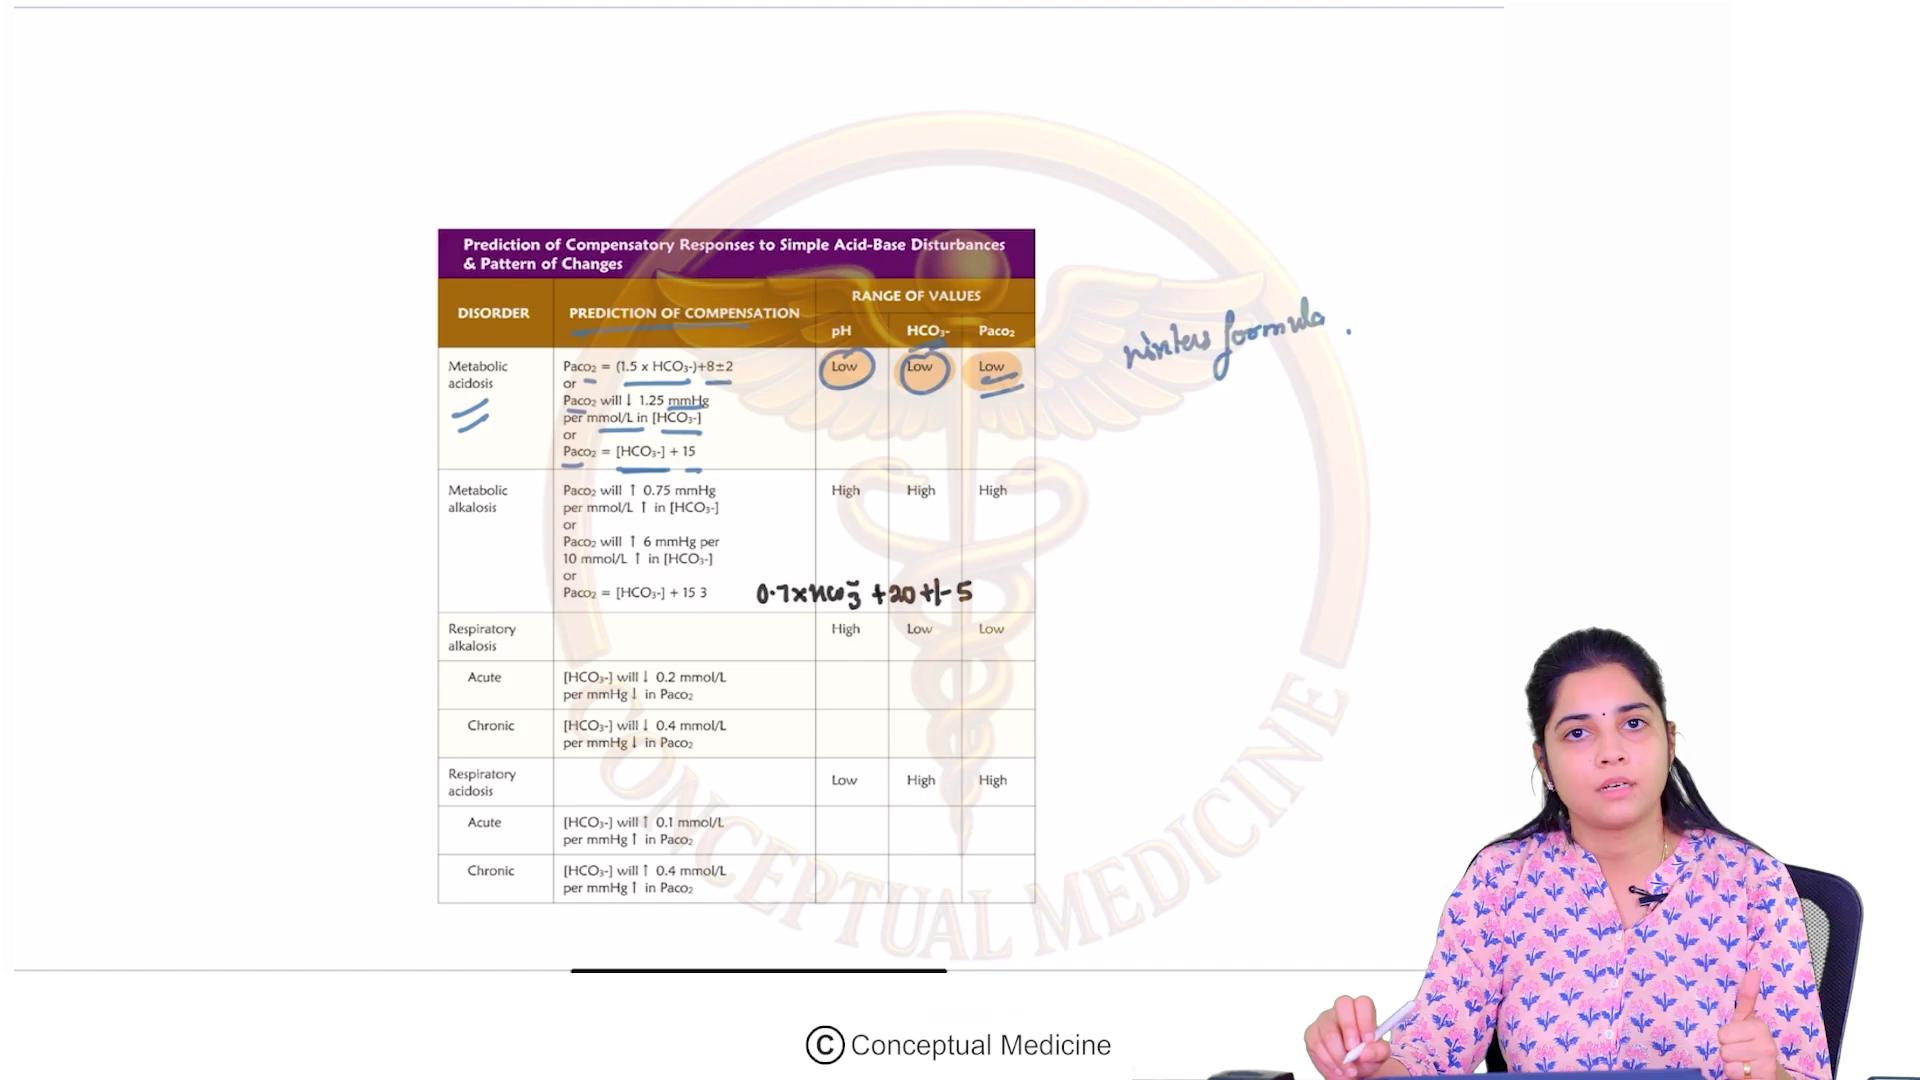 Prediction of Compensatory Responses to Simple Acid-Base Disturbances
& Pattern of Changes
DISORDER
PREDICTION OF COMPENSATION
RANGE OF VALUES
pH
HCO₃-
Paco₂
Metabolic
acidosis
Paco₂ = (1.5 x HCO₃-)+8±2
or
Paco₂ will ↓ 1.25 mmHg
per mmol/L in [HCO₃-]
or
Paco₂ = [HCO₃-] + 15
Low
Low
Low
winters formula.
Metabolic
alkalosis
Paco₂ will ↑ 0.75 mmHg
per mmol/L ↑ in [HCO₃-]
or
Paco₂ will ↑ 6 mmHg per
10 mmol/L ↑ in [HCO₃-]
or
Paco₂ = [HCO₃-] + 15 3
0.7xHCO₃⁻ +20 +/- 5
High
High
High
Respiratory
alkalosis
High
Low
Low
Acute
[HCO₃-] will ↓ 0.2 mmol/L
per mmHg ↓ in Paco₂
Chronic
[HCO₃-] will ↓ 0.4 mmol/L
per mmHg ↓ in Paco₂
Respiratory
acidosis
Low
High
High
Acute
[HCO₃-] will ↑ 0.1 mmol/L
per mmHg ↑ in Paco₂
Chronic
[HCO₃-] will ↑ 0.4 mmol/L
per mmHg ↑ in Paco₂
CONCEPTUAL MEDICINE
© Conceptual Medicine